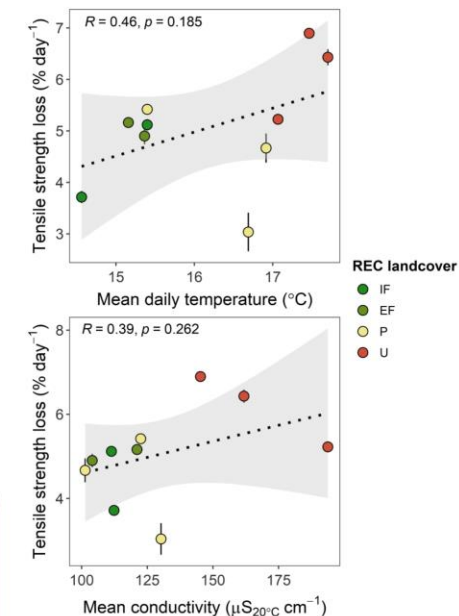 R = 0.46, p = 0.185
Tensile strength loss (% day⁻¹)
7
6
5
4
3
15 16 17
Mean daily temperature (°C)
REC landcover
IF
EF
P
U
R = 0.39, p = 0.262
Tensile strength loss (% day⁻¹)
8
6
4
100 125 150 175
Mean conductivity (µS₂₀°C cm⁻¹)